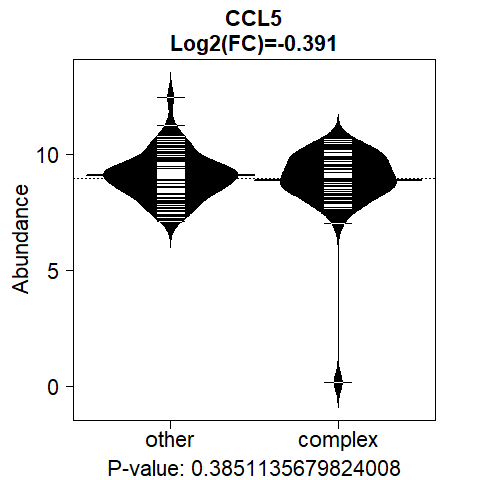 CCL5
Log2(FC)=-0.391
Abundance
10
5
0
other
complex
P-value: 0.3851135679824008